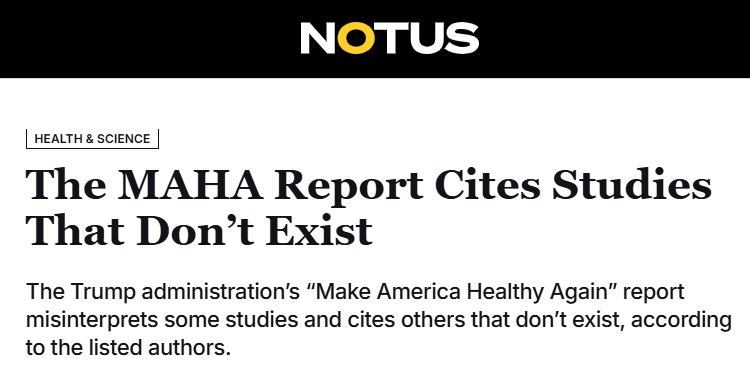 NOTUS
HEALTH & SCIENCE
The MAHA Report Cites Studies
That Don’t Exist
The Trump administration’s “Make America Healthy Again” report
misinterprets some studies and cites others that don’t exist, according
to the listed authors.